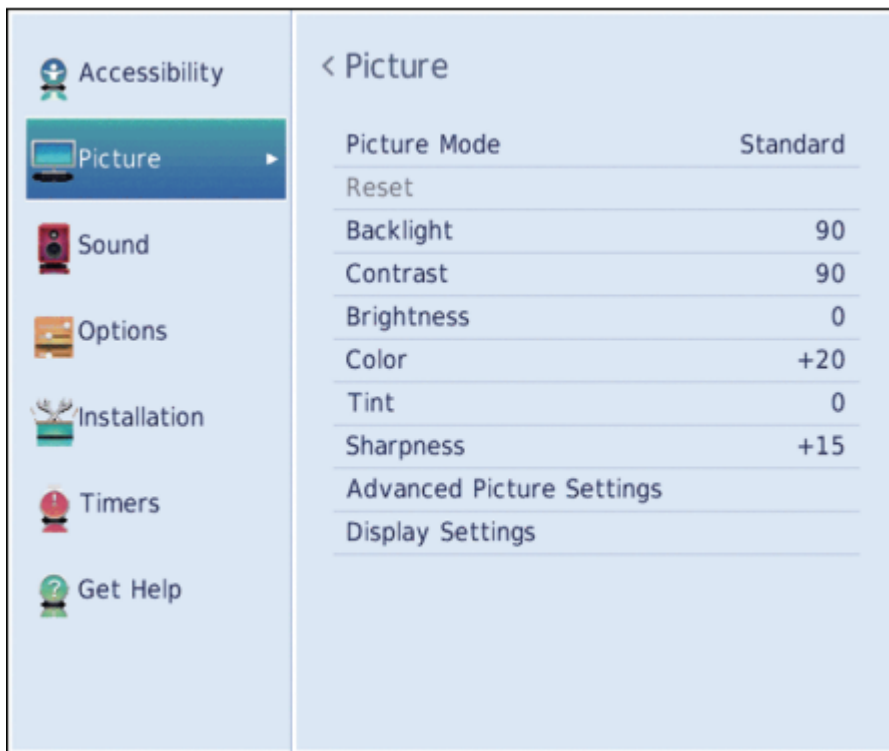 Accessibility
Picture
Sound
Options
Installation
Timers
Get Help
< Picture
Picture Mode Standard
Reset
Backlight 90
Contrast 90
Brightness 0
Color +20
Tint 0
Sharpness +15
Advanced Picture Settings
Display Settings